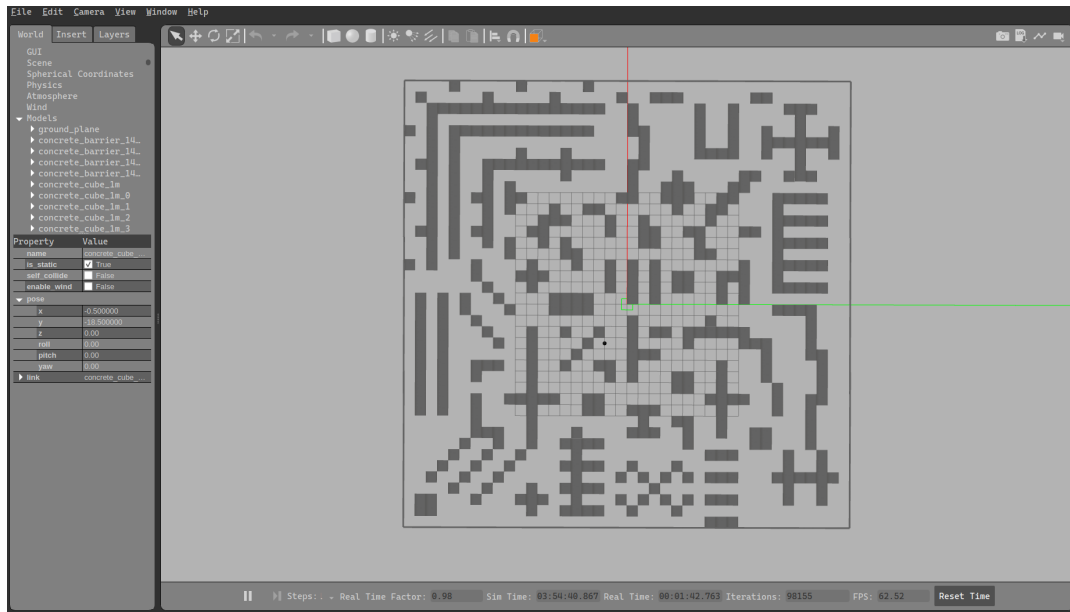 File Edit Camera View Window Help
World Insert Layers
GUI
Scene
Spherical Coordinates
Physics
Atmosphere
Wind
Models
ground_plane
concrete_barrier_14…
concrete_barrier_14…
concrete_barrier_14…
concrete_barrier_14…
concrete_cube_1m
concrete_cube_1m_0
concrete_cube_1m_1
concrete_cube_1m_2
concrete_cube_1m_3
Property Value
name concrete_cube_...
is_static True
self_collide False
enable_wind False
pose
x -0.500000
y -18.500000
z 0.00
roll 0.00
pitch 0.00
yaw 0.00
link concrete_cube_...
Steps: Real Time Factor: 0.98 Sim Time: 03:54:40.867 Real Time: 00:01:42.763 Iterations: 98155 FPS: 62.52 Reset Time